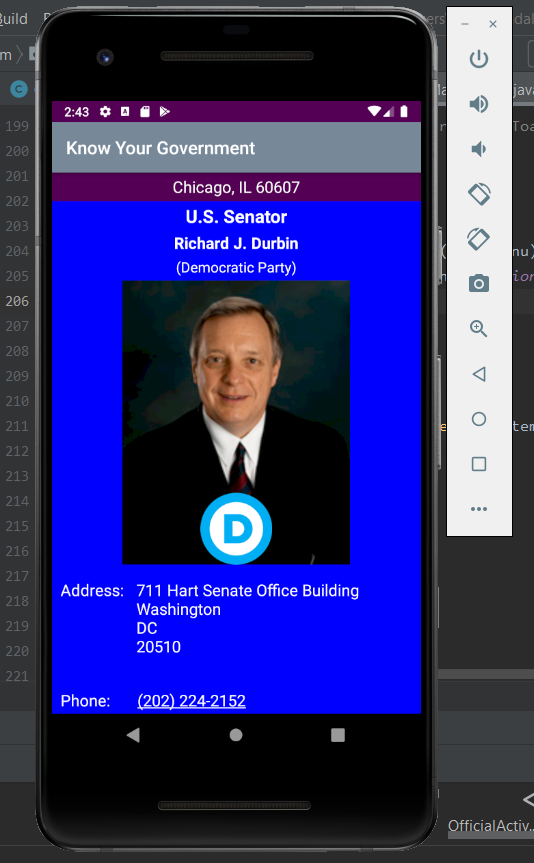 Build
m
2:43
A
Know Your Government
Chicago, IL 60607
U.S. Senator
Richard J. Durbin
(Democratic Party)
D
Address: 711 Hart Senate Office Building
Washington
DC
20510
Phone: (202) 224-2152
C
java
199
200
201
202
203
204
205
206
207
208
209
210
211
212
213
214
215
216
217
218
219
220
221
Toa
nu)
ion
tem
OfficialActiv...